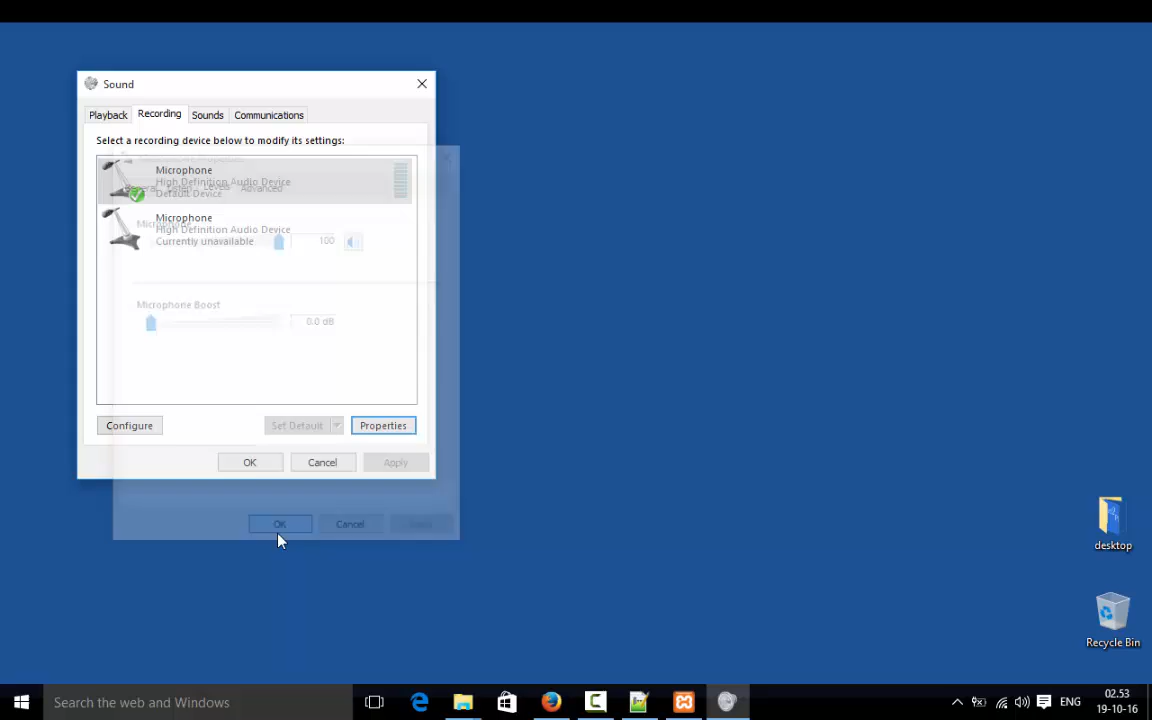 Sound
Playback Recording Sounds Communications
Select a recording device below to modify its settings:
Microphone
High Definition Audio Device
Default Device
Levels Advanced
Microphone
Microphone
High Definition Audio Device
Currently unavailable
100
Microphone Boost
0.0 dB
Configure Set Default Properties
OK Cancel Apply
OK Cancel
desktop
Recycle Bin
Search the web and Windows
ENG
02.53
19-10-16